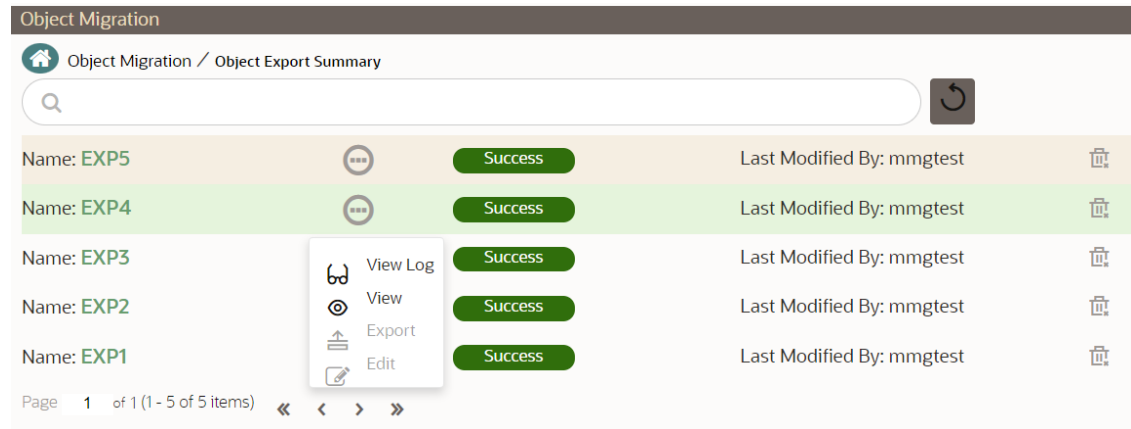 Object Migration
Object Migration / Object Export Summary
Name: EXP5 Success Last Modified By: mmgtest
Name: EXP4 Success Last Modified By: mmgtest
Name: EXP3 View Log Success Last Modified By: mmgtest
View
Name: EXP2 Success Last Modified By: mmgtest
Export
Name: EXP1 Edit Success Last Modified By: mmgtest
Page 1 of 1 (1 - 5 of 5 items) « ‹ › »